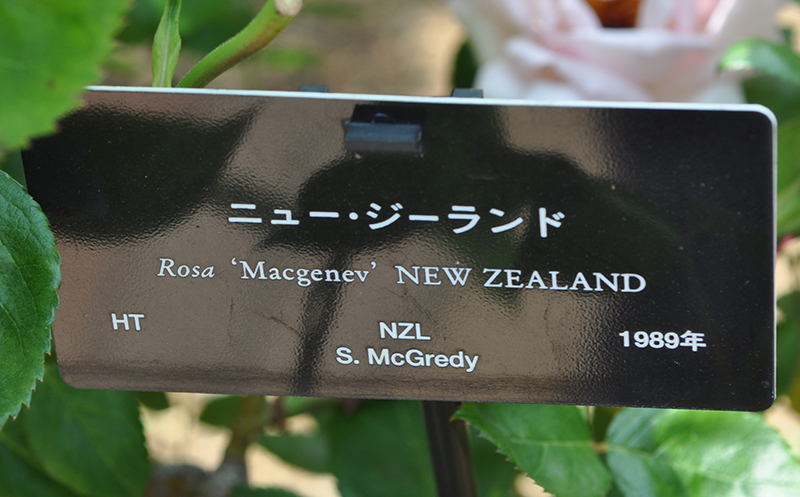 ニュー・ジーランド
Rosa ‘Macgenev’ NEW ZEALAND
HT NZL 1989年
S. McGredy